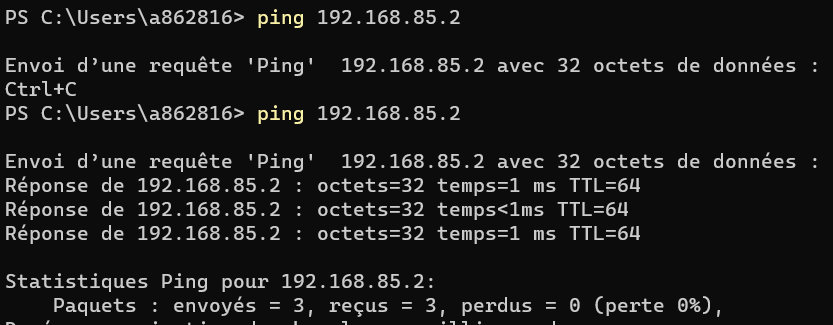 PS C:\Users\a862816> ping 192.168.85.2
Envoi d’une requête 'Ping'  192.168.85.2 avec 32 octets de données :
Ctrl+C
PS C:\Users\a862816> ping 192.168.85.2
Envoi d’une requête 'Ping'  192.168.85.2 avec 32 octets de données :
Réponse de 192.168.85.2 : octets=32 temps=1 ms TTL=64
Réponse de 192.168.85.2 : octets=32 temps<1ms TTL=64
Réponse de 192.168.85.2 : octets=32 temps=1 ms TTL=64
Statistiques Ping pour 192.168.85.2:
    Paquets : envoyés = 3, reçus = 3, perdus = 0 (perte 0%),